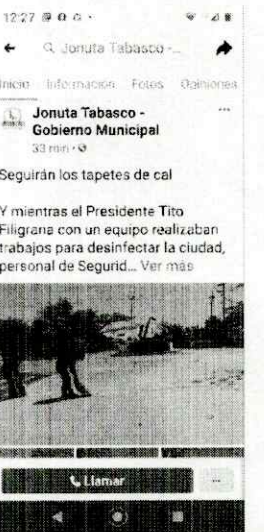 12:27
Jonuta Tabasco -...
Inicio Información Fotos Opiniones
Jonuta Tabasco -
Gobierno Municipal
33 min
Seguirán los tapetes de cal
Y mientras el Presidente Tito
Filigrana con un equipo realizaban
trabajos para desinfectar la ciudad,
personal de Segurid... Ver más
Llamar